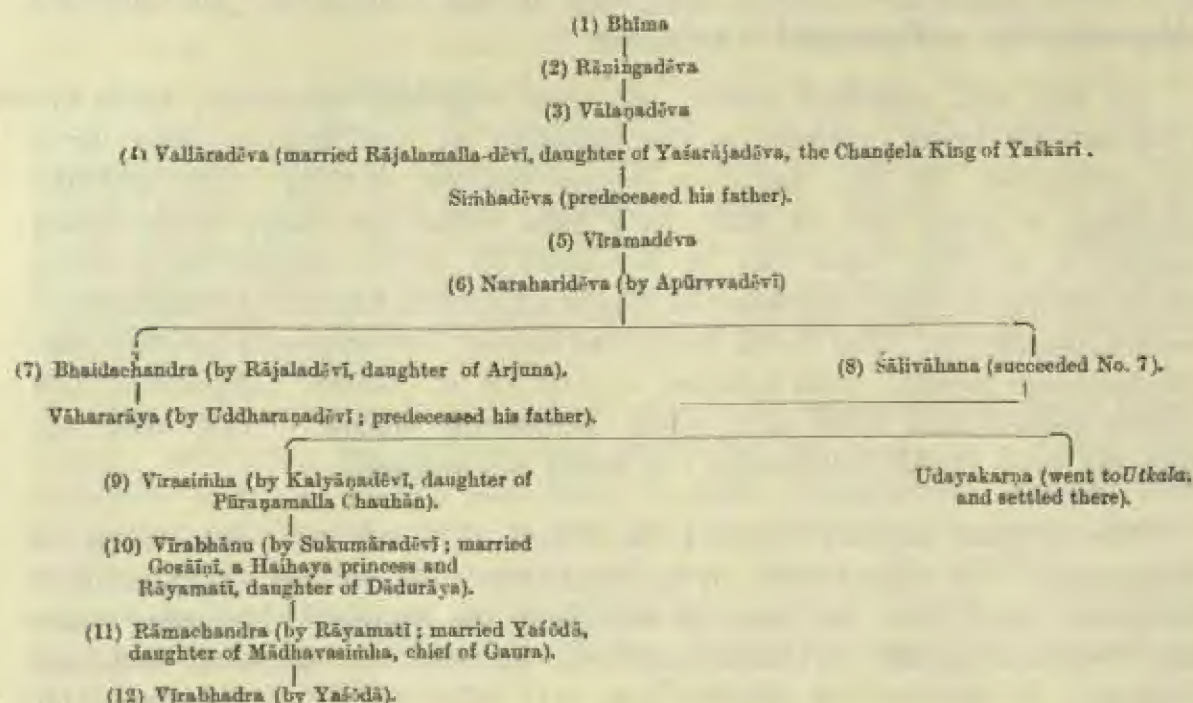 (1) Bhīma
(2) Rāṇiṅgadēva
(3) Vālaṇadēva
(4) Vallāradēva (married Rājalamalla-dēvī, daughter of Yaśarājadēva, the Chandela King of Yaśkārī.
Siṁhadēva (predeceased his father).
(5) Vīramadēva
(6) Naraharidēva (by Apūrvvadēvī)
(7) Bhaidachandra (by Rājaladēvī, daughter of Arjuna).
(8) Śālivāhana (succeeded No. 7).
Vāhararāya (by Uddharaṇadēvī; predeceased his father).
(9) Vīrasiṁha (by Kalyāṇadēvī, daughter of
Pūraṇamalla Chauhān).
Udayakarṇa (went to Utkala,
and settled there).
(10) Vīrabhānu (by Sukumāradēvī; married
Gosāīṇī, a Haihaya princess and
Rāyamatī, daughter of Dādurāya).
(11) Rāmachandra (by Rāyamatī; married Yaśōdā,
daughter of Mādhavasiṁha, chief of Gaura).
(12) Vīrabhadra (by Yaśōdā).